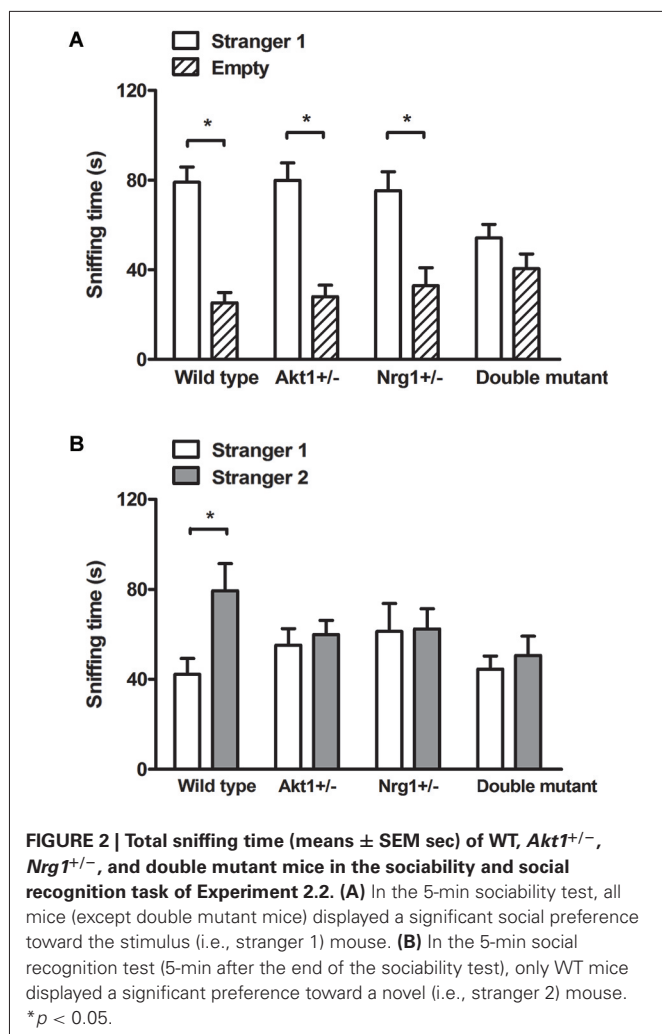 A
Stranger 1
Empty
120
80
40
0
Sniffing time (s)
*
*
*
Wild type Akt1+/- Nrg1+/- Double mutant
B
Stranger 1
Stranger 2
120
80
40
0
Sniffing time (s)
*
Wild type Akt1+/- Nrg1+/- Double mutant
FIGURE 2 | Total sniffing time (means ± SEM sec) of WT, Akt1+/−,
Nrg1+/−, and double mutant mice in the sociability and social
recognition task of Experiment 2.2. (A) In the 5-min sociability test, all
mice (except double mutant mice) displayed a significant social preference
toward the stimulus (i.e., stranger 1) mouse. (B) In the 5-min social
recognition test (5-min after the end of the sociability test), only WT mice
displayed a significant preference toward a novel (i.e., stranger 2) mouse.
*p < 0.05.